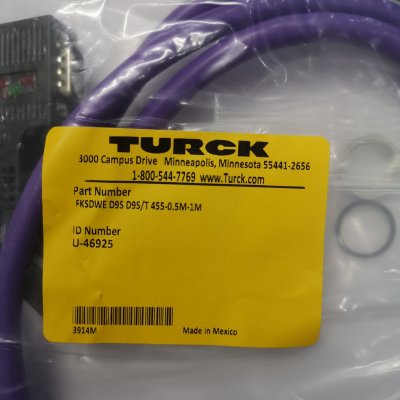 TURCK
3000 Campus Drive Minneapolis, Minnesota 55441-2656
1-800-544-7769 www.Turck.com
Part Number
FKSDWE D9S D9S/T 455-0.5M-1M
ID Number
U-46925
3914M
Made in Mexico